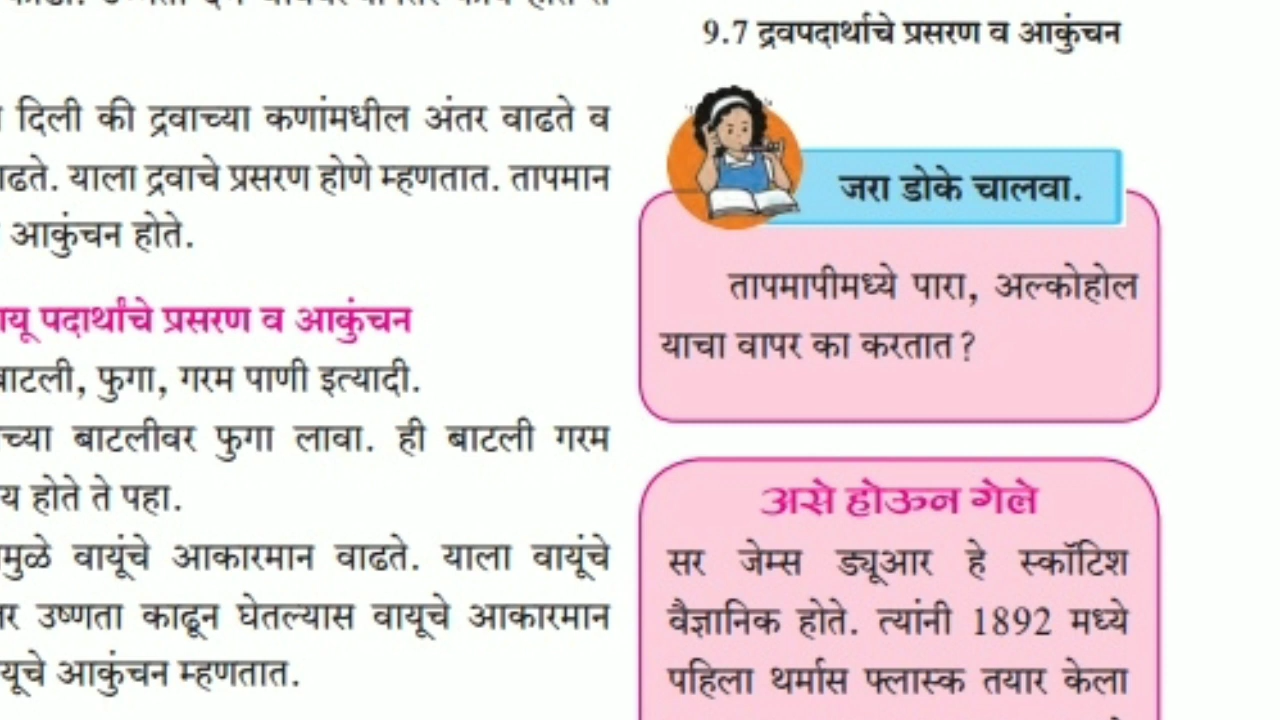 दिली की द्रवाच्या कणांमधील अंतर वाढते व
याला द्रवाचे प्रसरण होणे म्हणतात. तापमान
आकुंचन होते.
पदार्थांचे प्रसरण व आकुंचन
फुगा, गरम पाणी इत्यादी.
बाटलीवर फुगा लावा. ही बाटली गरम
होते ते पहा.
वायूंचे आकारमान वाढते. याला वायूंचे
उष्णता काढून घेतल्यास वायूचे आकारमान
आकुंचन म्हणतात.
9.7 द्रवपदार्थाचे प्रसरण व आकुंचन
जरा डोके चालवा.
तापमापीमध्ये पारा, अल्कोहोल
याचा वापर का करतात ?
असे होऊन गेले
सर जेम्स ड्यूआर हे स्कॉटिश
वैज्ञानिक होते. त्यांनी 1892 मध्ये
पहिला थर्मास फ्लास्क तयार केला